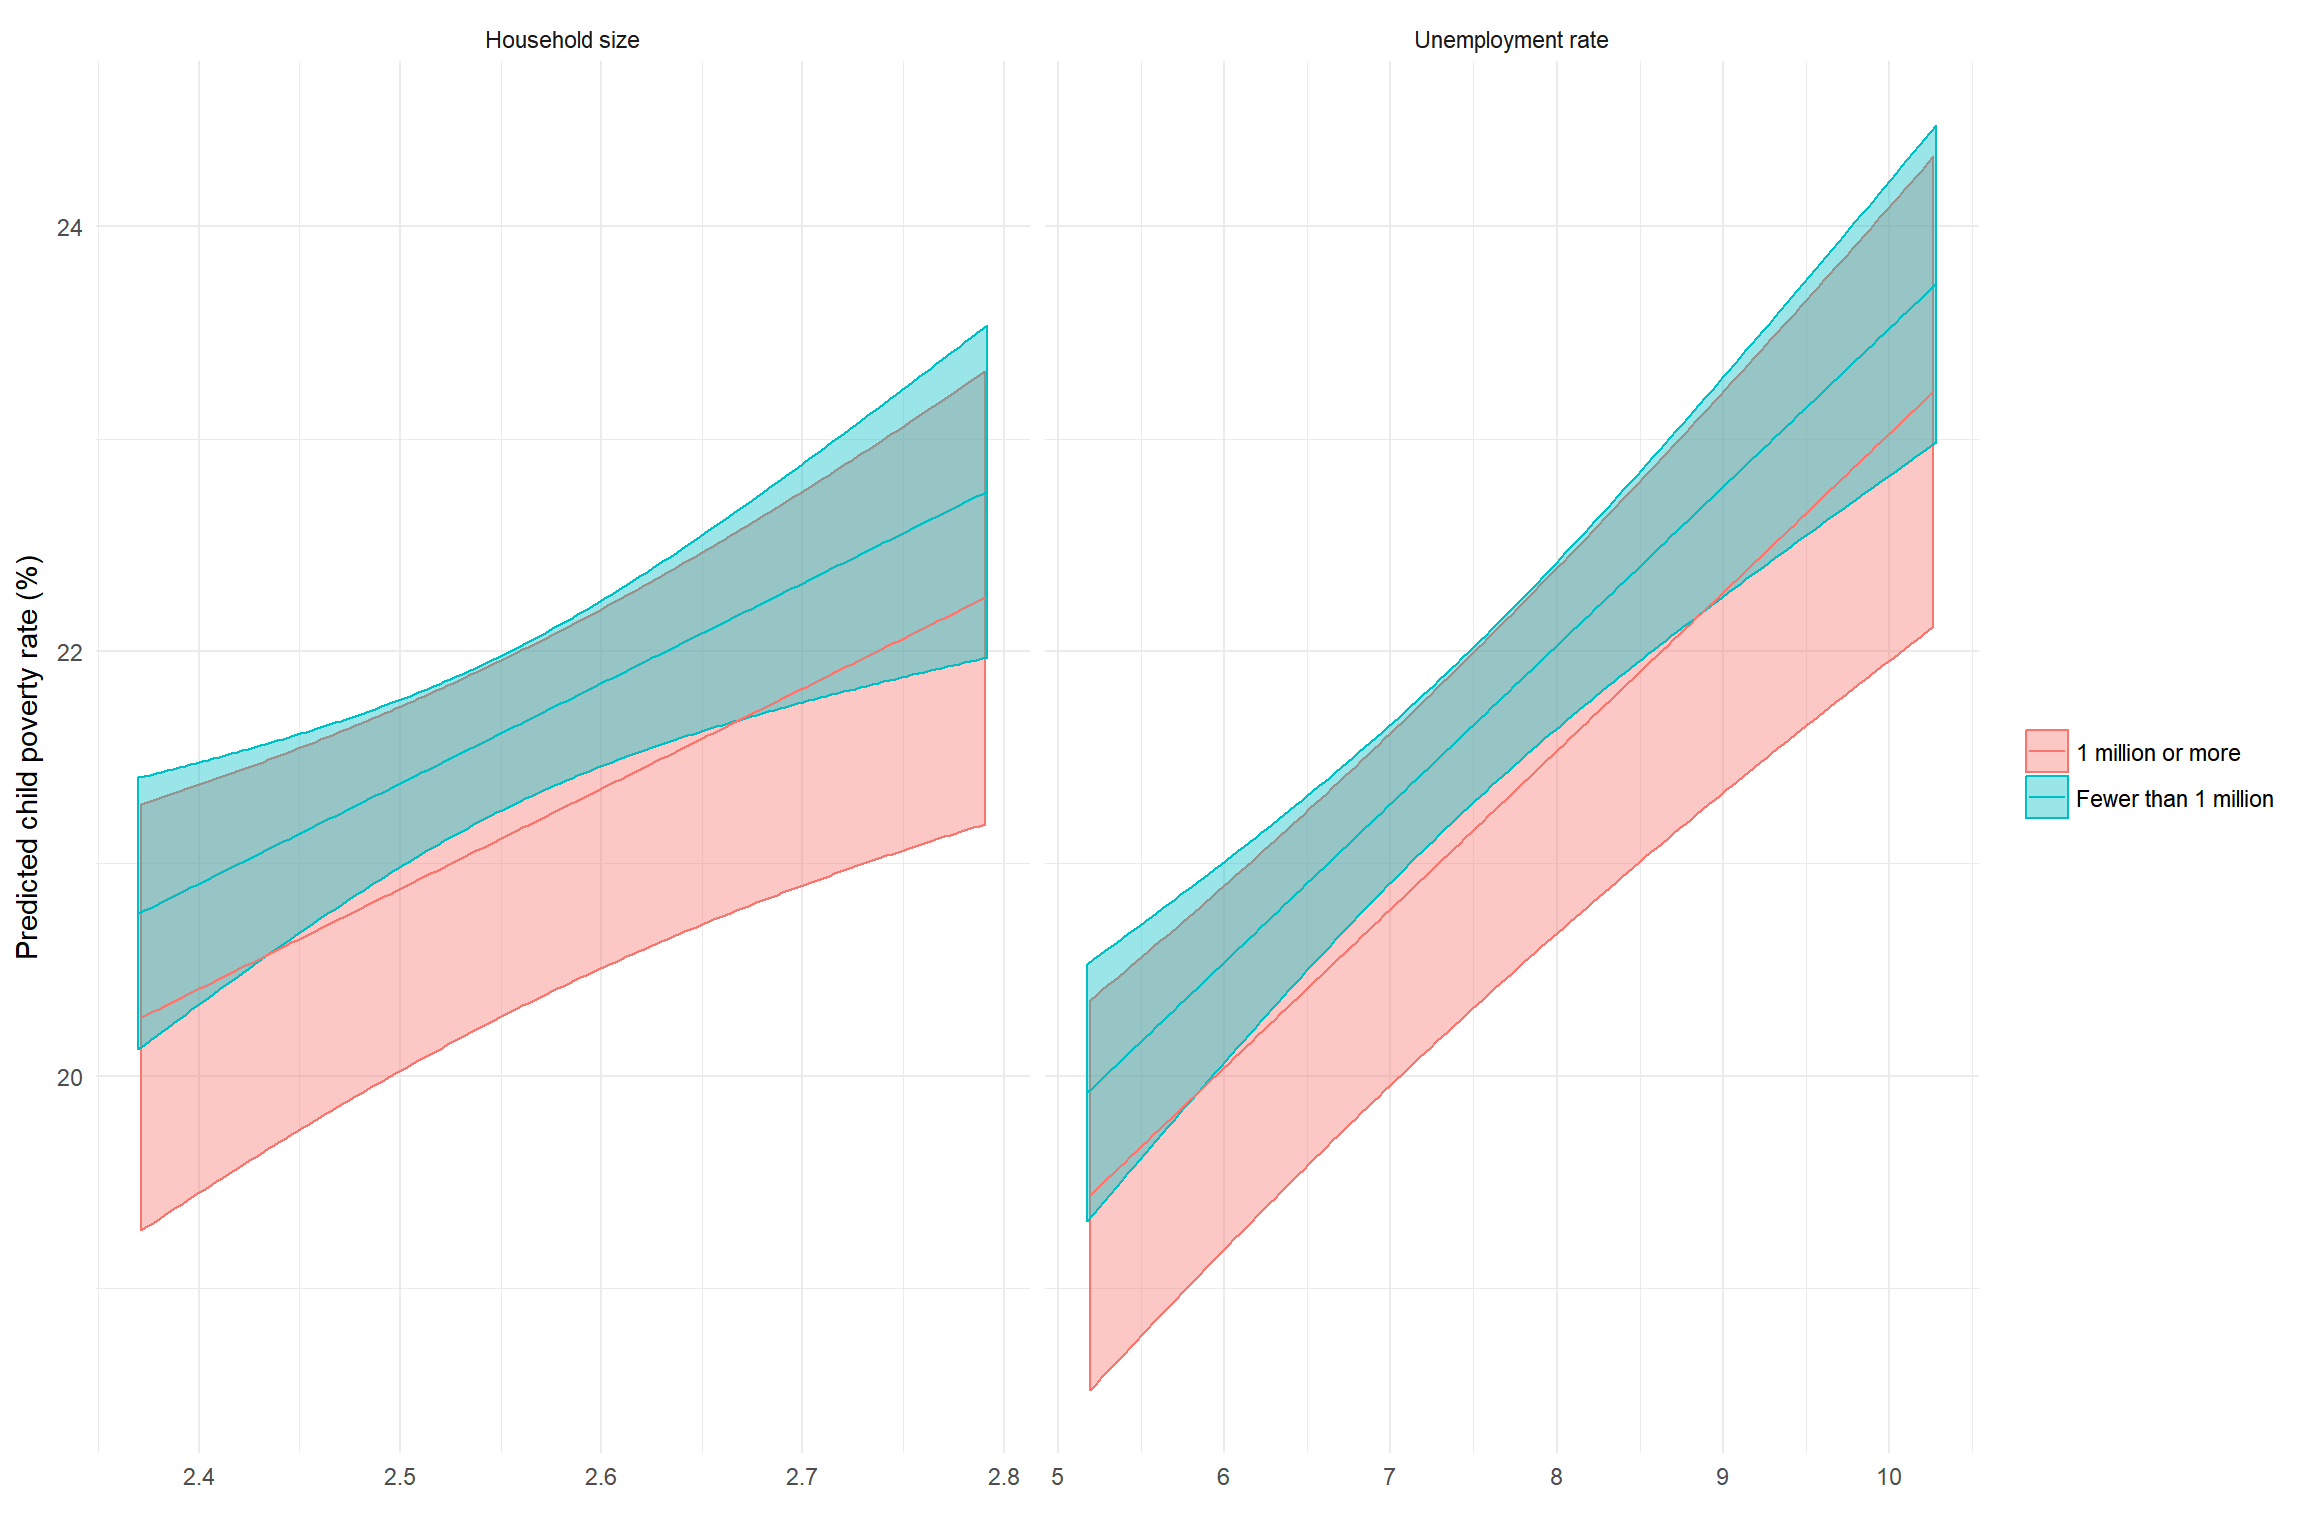 Household size
Unemployment rate
Predicted child poverty rate (%)
24
22
20
2.4 2.5 2.6 2.7 2.8
5 6 7 8 9 10
1 million or more
Fewer than 1 million